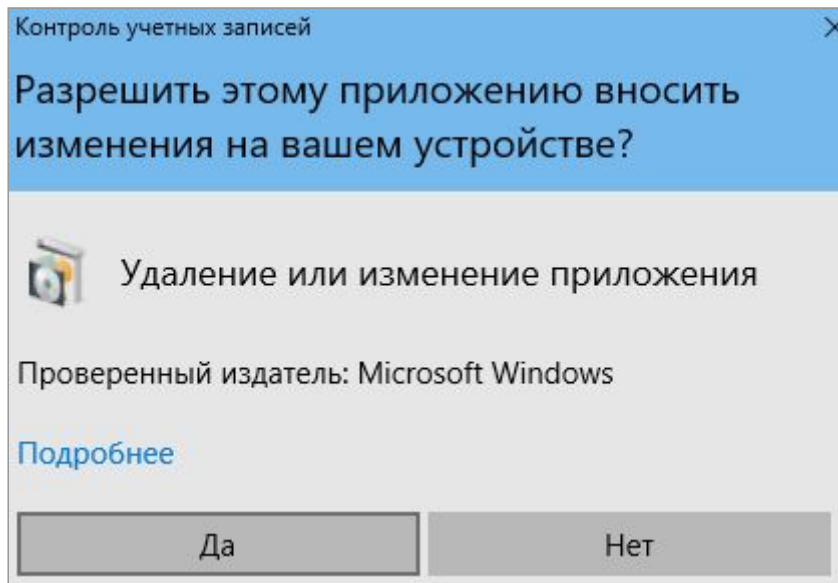 Контроль учетных записей
Разрешить этому приложению вносить
изменения на вашем устройстве?
Удаление или изменение приложения
Проверенный издатель: Microsoft Windows
Подробнее
Да
Нет